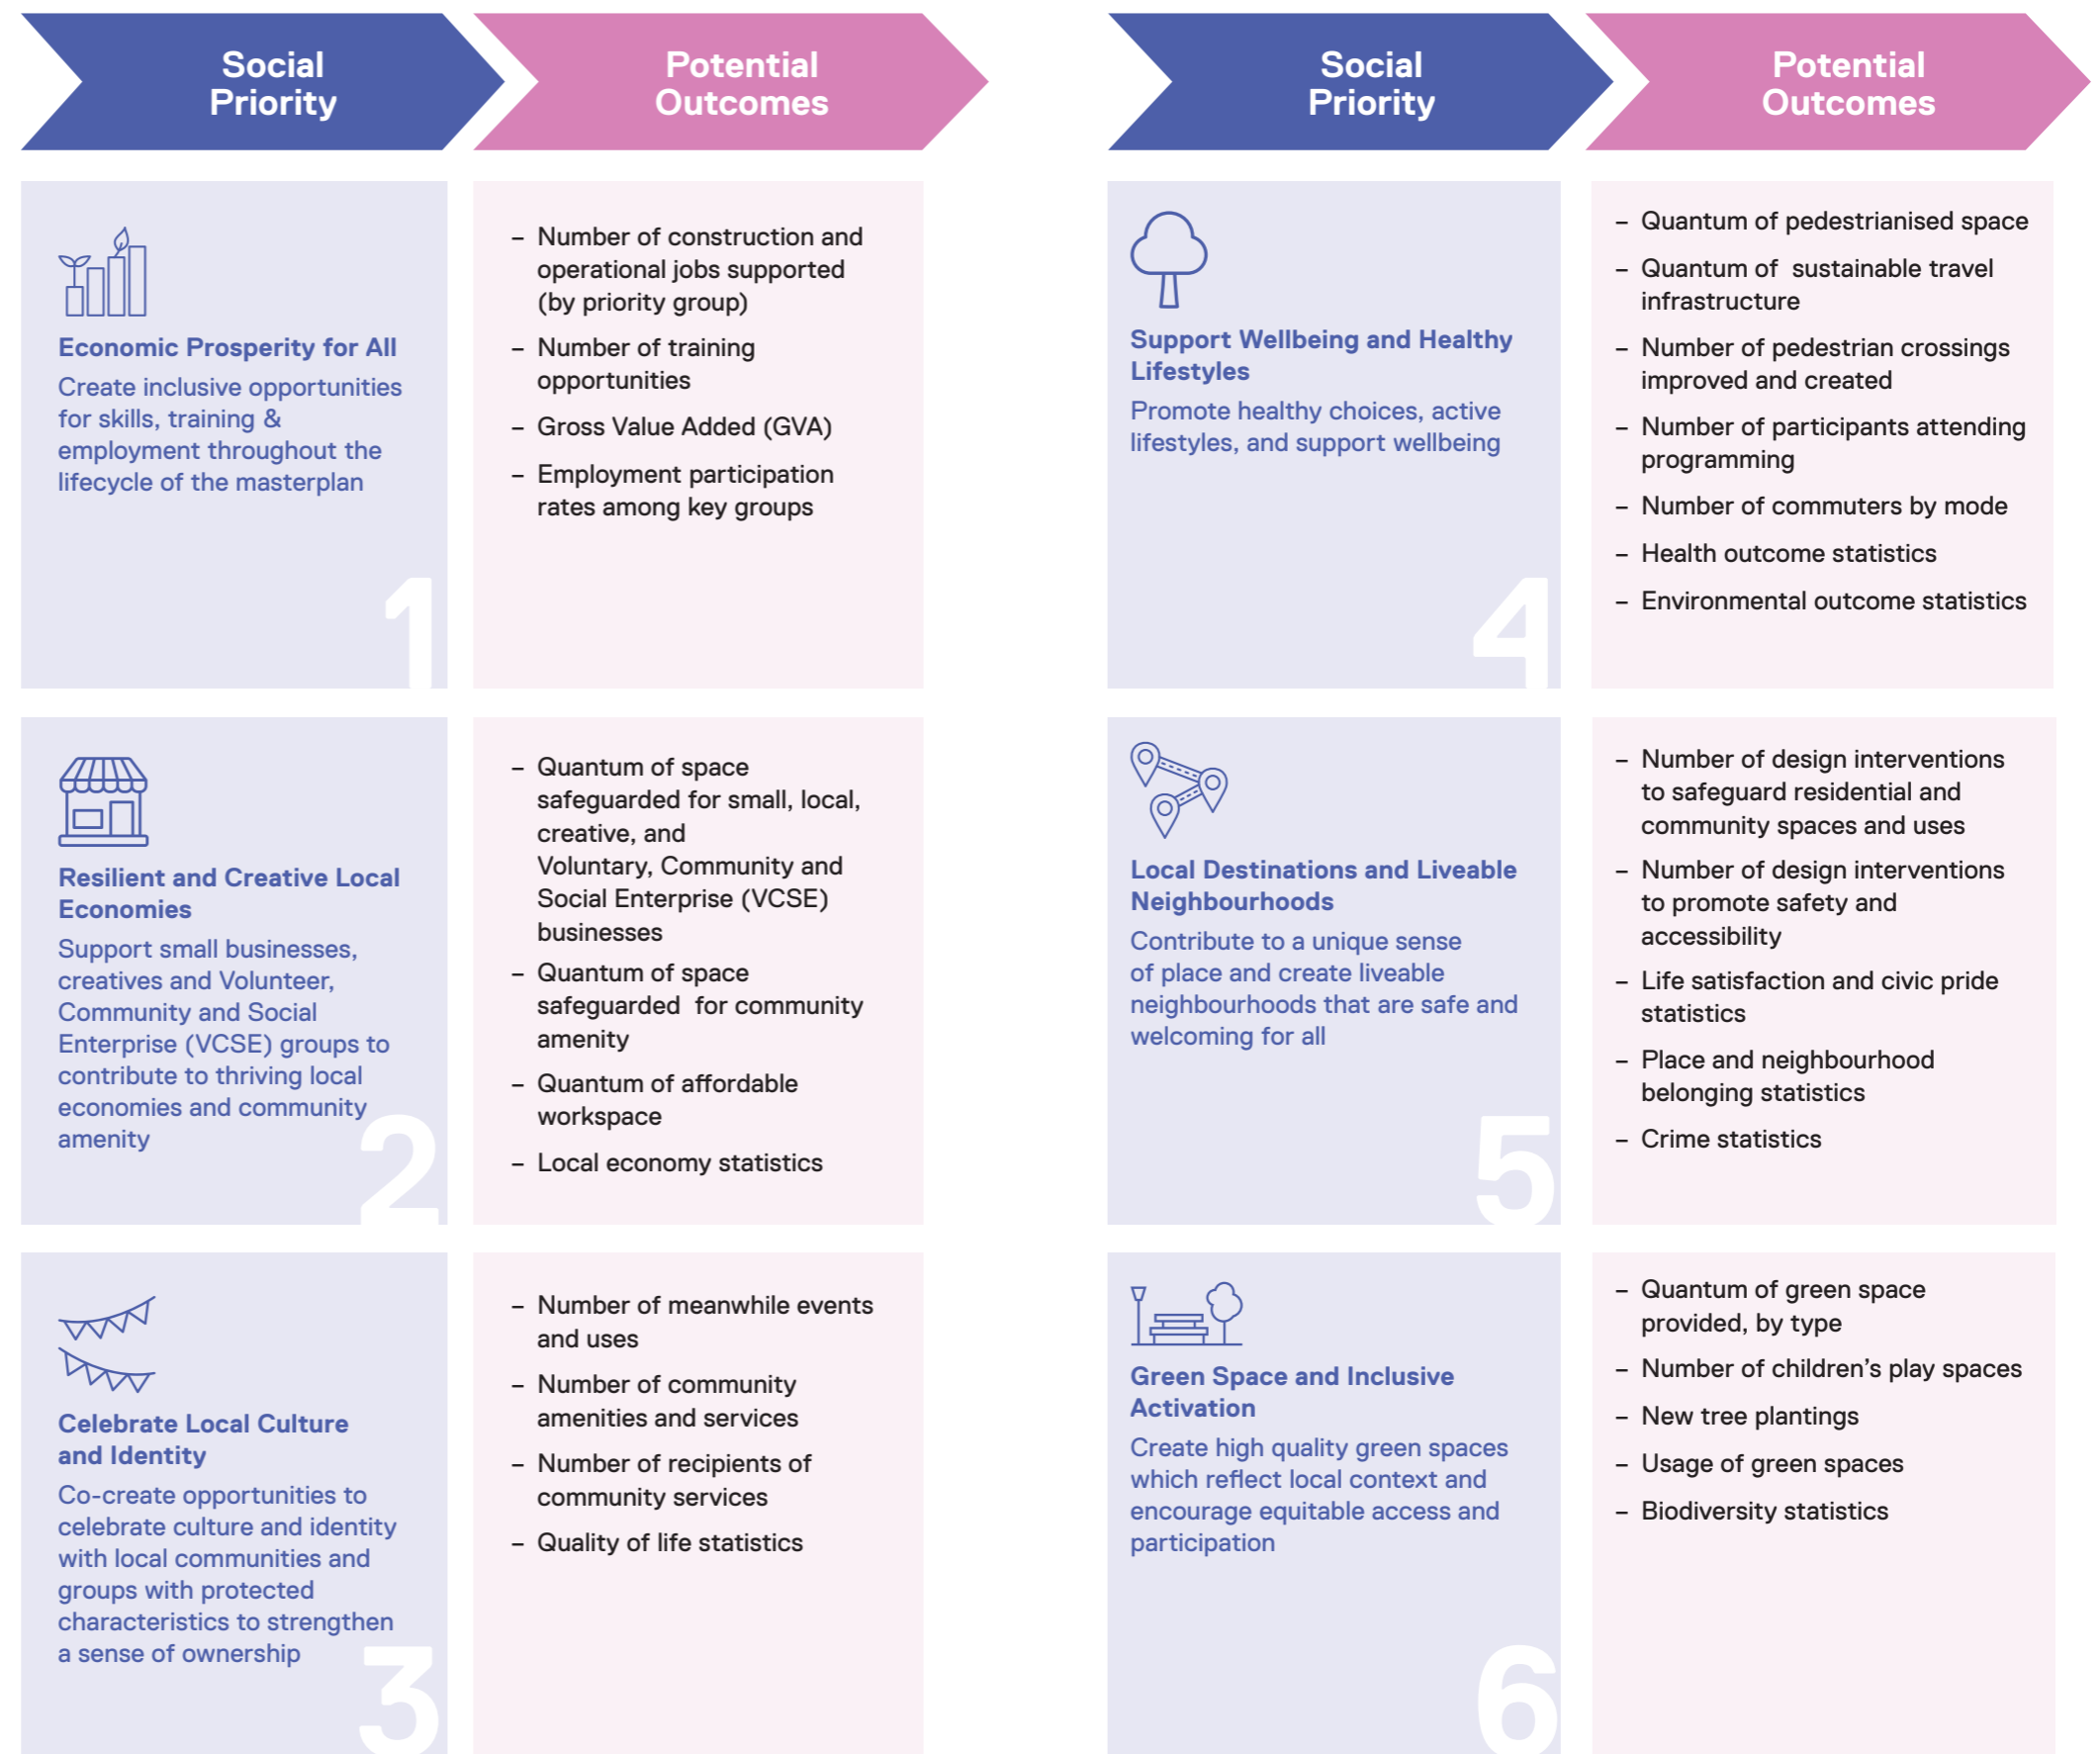 Social
Priority
Potential
Outcomes
Economic Prosperity for All
Create inclusive opportunities
for skills, training &
employment throughout the
lifecycle of the masterplan
1
– Number of construction and
operational jobs supported
(by priority group)
– Number of training
opportunities
– Gross Value Added (GVA)
– Employment participation
rates among key groups
Resilient and Creative Local
Economies
Support small businesses,
creatives and Volunteer,
Community and Social
Enterprise (VCSE) groups to
contribute to thriving local
economies and community
amenity
2
– Quantum of space
safeguarded for small, local,
creative, and
Voluntary, Community and
Social Enterprise (VCSE)
businesses
– Quantum of space
safeguarded for community
amenity
– Quantum of affordable
workspace
– Local economy statistics
Celebrate Local Culture
and Identity
Co-create opportunities to
celebrate culture and identity
with local communities and
groups with protected
characteristics to strengthen
a sense of ownership
3
– Number of meanwhile events
and uses
– Number of community
amenities and services
– Number of recipients of
community services
– Quality of life statistics
Social
Priority
Potential
Outcomes
Support Wellbeing and Healthy
Lifestyles
Promote healthy choices, active
lifestyles, and support wellbeing
4
– Quantum of pedestrianised space
– Quantum of sustainable travel
infrastructure
– Number of pedestrian crossings
improved and created
– Number of participants attending
programming
– Number of commuters by mode
– Health outcome statistics
– Environmental outcome statistics
Local Destinations and Liveable
Neighbourhoods
Contribute to a unique sense
of place and create liveable
neighbourhoods that are safe and
welcoming for all
5
– Number of design interventions
to safeguard residential and
community spaces and uses
– Number of design interventions
to promote safety and
accessibility
– Life satisfaction and civic pride
statistics
– Place and neighbourhood
belonging statistics
– Crime statistics
Green Space and Inclusive
Activation
Create high quality green spaces
which reflect local context and
encourage equitable access and
participation
6
– Quantum of green space
provided, by type
– Number of children’s play spaces
– New tree plantings
– Usage of green spaces
– Biodiversity statistics